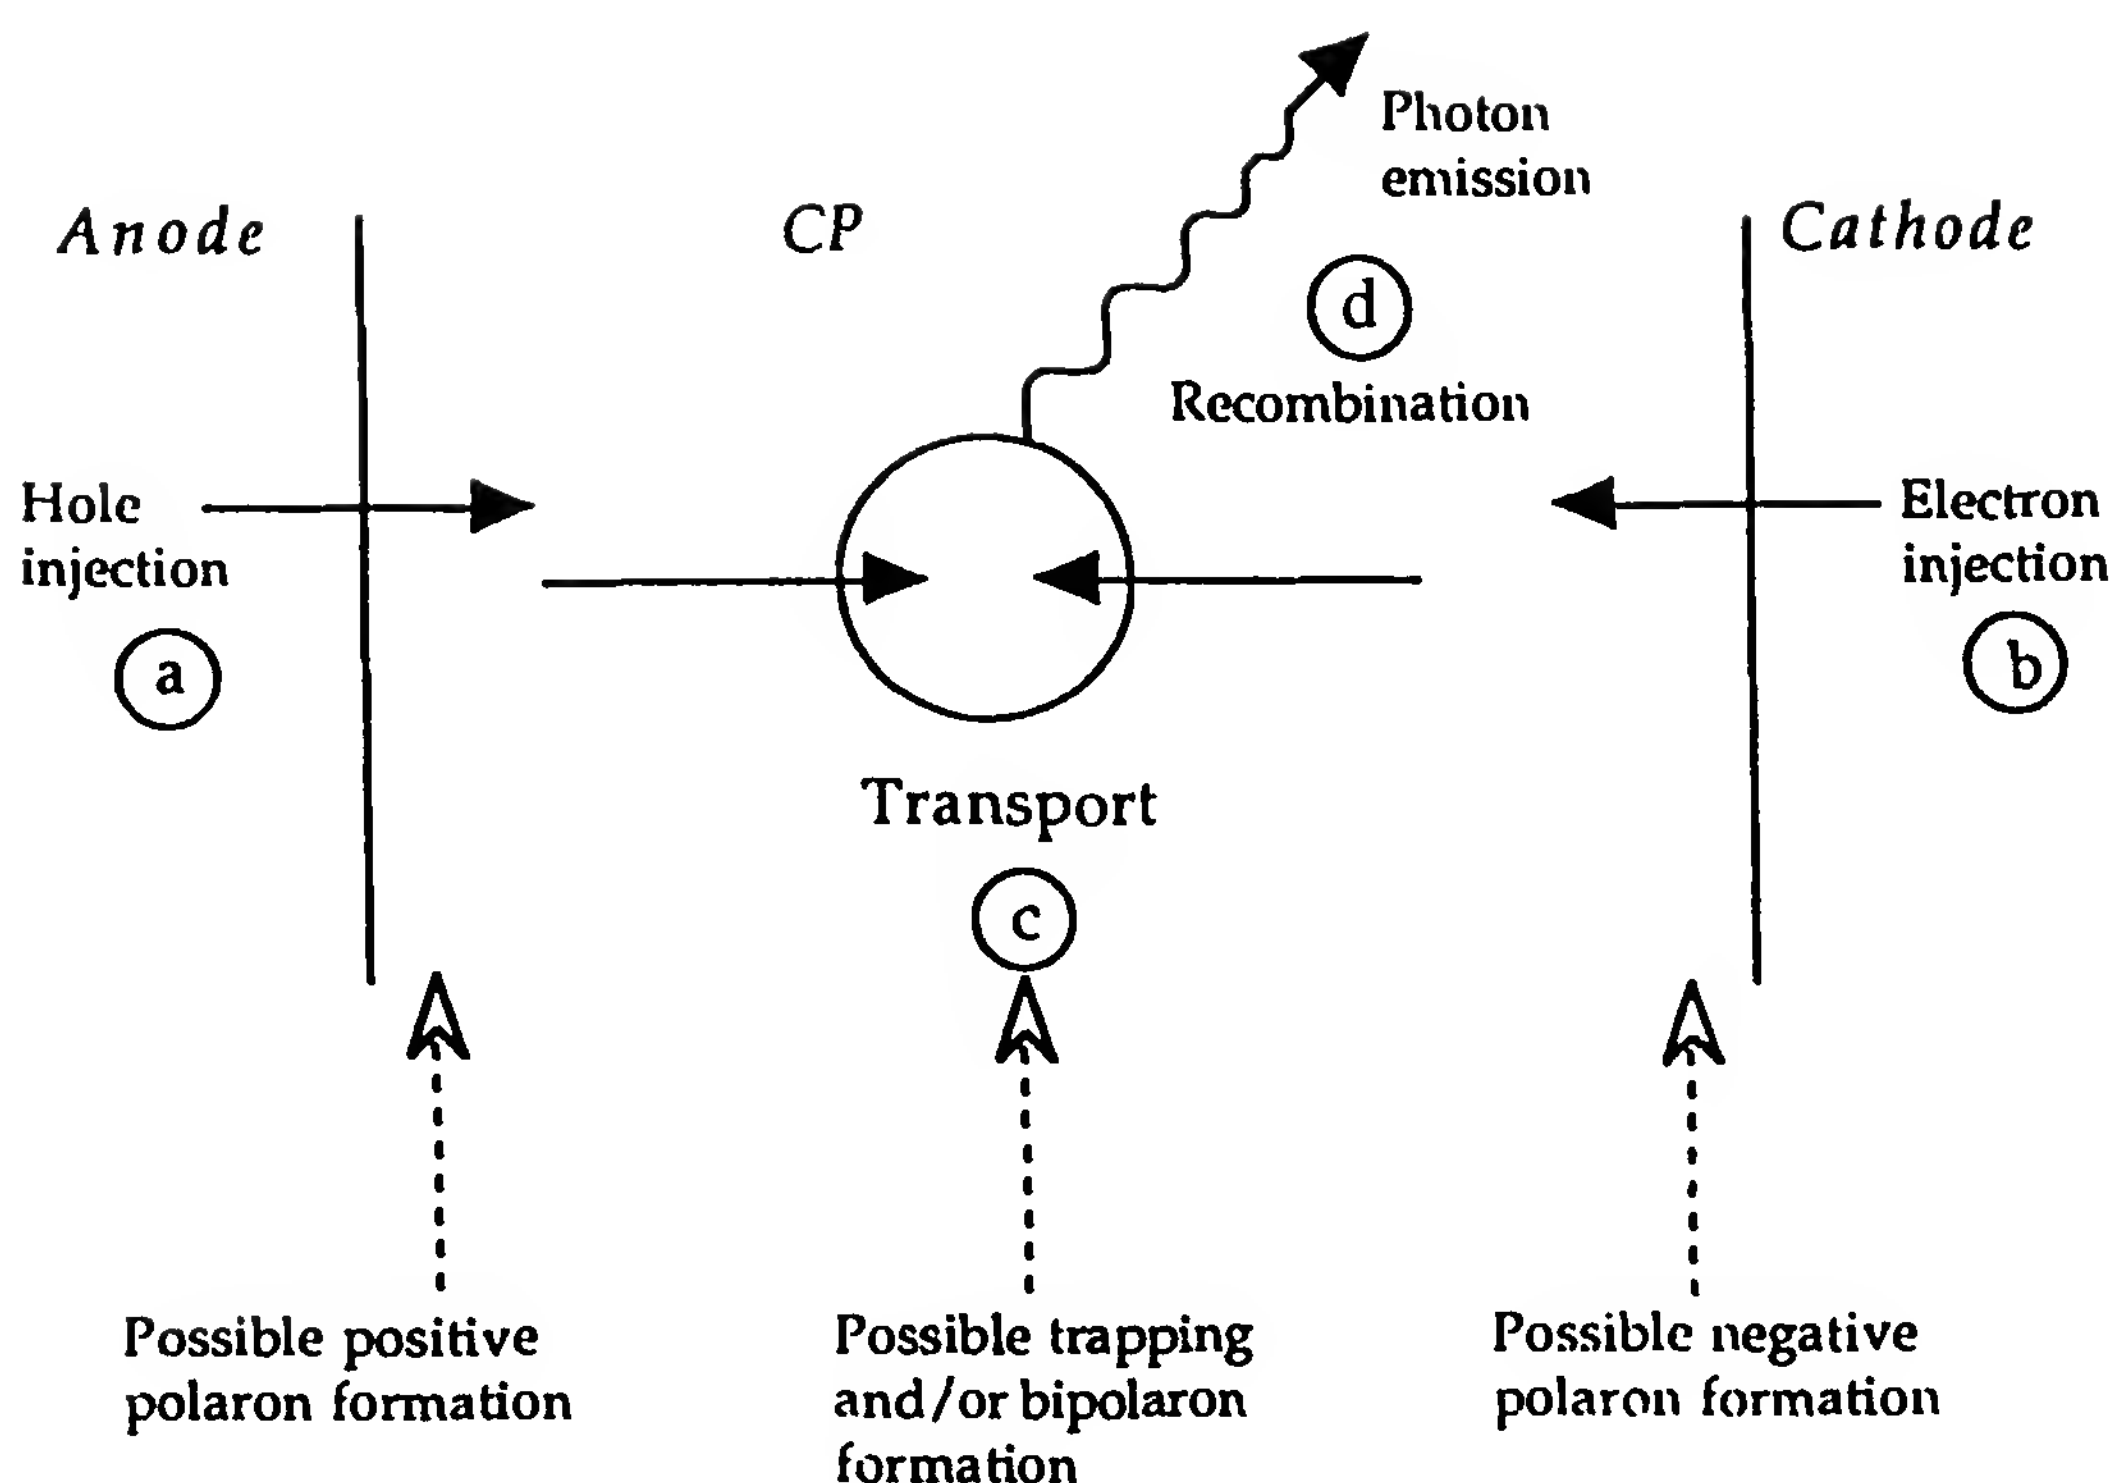 Photon
emission
Anode
CP
Cathode
d
Recombination
Hole
injection
a
Electron
injection
b
Transport
c
Possible positive
polaron formation
Possible trapping
and/or bipolaron
formation
Possible negative
polaron formation